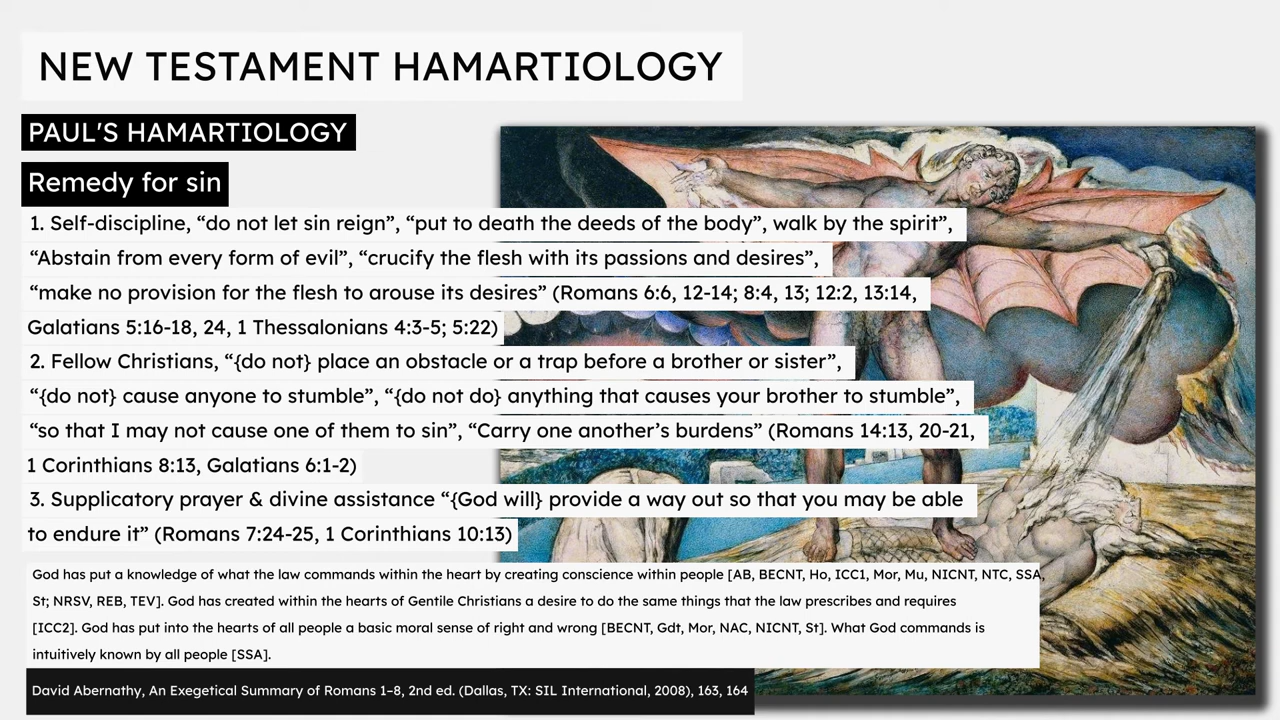 NEW TESTAMENT HAMARTIOLOGY
PAUL'S HAMARTIOLOGY
Remedy for sin
1. Self-discipline, “do not let sin reign”, “put to death the deeds of the body”, walk by the spirit”,
“Abstain from every form of evil”, “crucify the flesh with its passions and desires”,
“make no provision for the flesh to arouse its desires” (Romans 6:6, 12-14; 8:4, 13; 12:2, 13:14,
Galatians 5:16-18, 24, 1 Thessalonians 4:3-5; 5:22)
2. Fellow Christians, “{do not} place an obstacle or a trap before a brother or sister”,
“{do not} cause anyone to stumble”, “{do not do} anything that causes your brother to stumble”,
“so that I may not cause one of them to sin”, “Carry one another’s burdens” (Romans 14:13, 20-21,
1 Corinthians 8:13, Galatians 6:1-2)
3. Supplicatory prayer & divine assistance “{God will} provide a way out so that you may be able
to endure it” (Romans 7:24-25, 1 Corinthians 10:13)
God has put a knowledge of what the law commands within the heart by creating conscience within people [AB, BECNT, Ho, ICC1, Mor, Mu, NICNT, NTC, SSA,
St; NRSV, REB, TEV]. God has created within the hearts of Gentile Christians a desire to do the same things that the law prescribes and requires
[ICC2]. God has put into the hearts of all people a basic moral sense of right and wrong [BECNT, Gdt, Mor, NAC, NICNT, St]. What God commands is
intuitively known by all people [SSA].
David Abernathy, An Exegetical Summary of Romans 1–8, 2nd ed. (Dallas, TX: SIL International, 2008), 163, 164